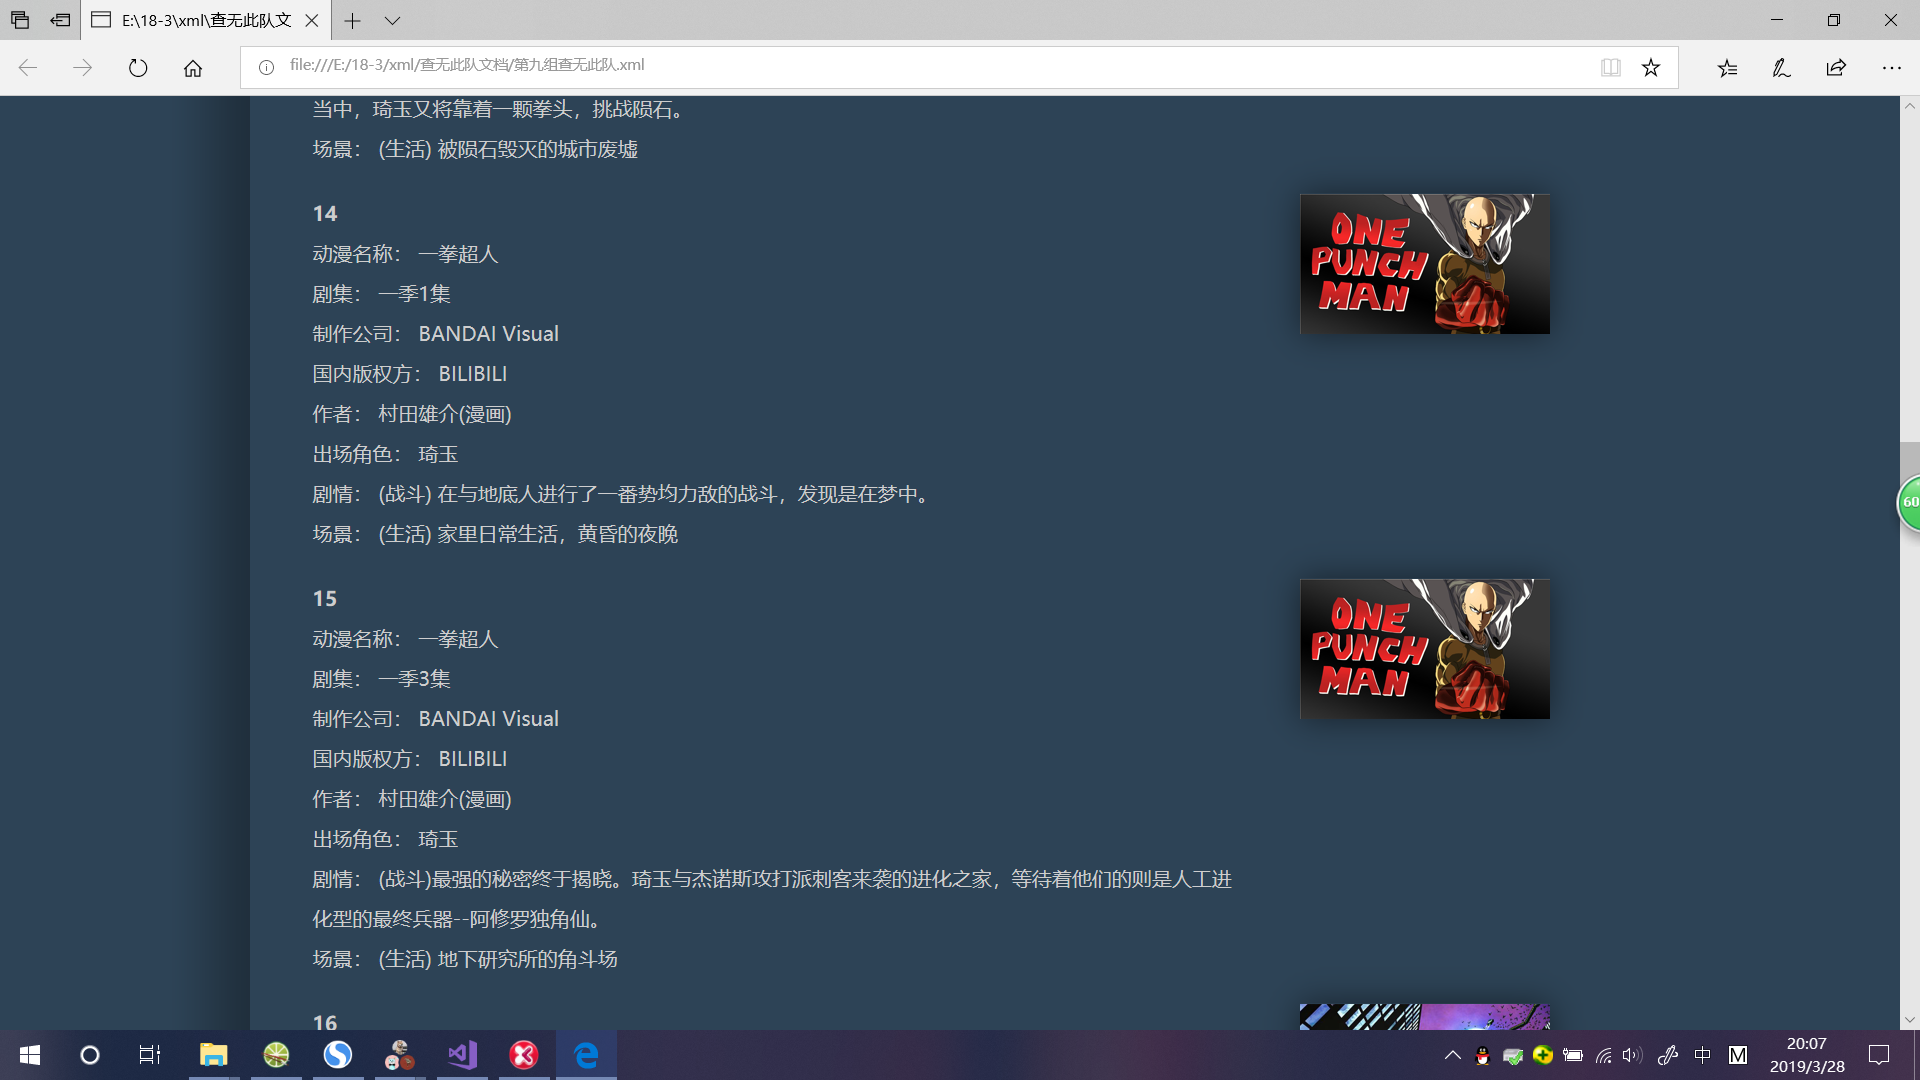 E:\18-3\xml\查无此队文
file:///E:/18-3/xml/查无此队文档/第九组查无此队.xml
当中，琦玉又将靠着一颗拳头，挑战陨石。
场景： (生活) 被陨石毁灭的城市废墟
14
动漫名称： 一拳超人
剧集： 一季1集
制作公司： BANDAI Visual
国内版权方： BILIBILI
作者： 村田雄介(漫画)
出场角色： 琦玉
剧情： (战斗) 在与地底人进行了一番势均力敌的战斗，发现是在梦中。
场景： (生活) 家里日常生活，黄昏的夜晚
ONE
PUNCH
MAN
15
动漫名称： 一拳超人
剧集： 一季3集
制作公司： BANDAI Visual
国内版权方： BILIBILI
作者： 村田雄介(漫画)
出场角色： 琦玉
剧情： (战斗)最强的秘密终于揭晓。琦玉与杰诺斯攻打派刺客来袭的进化之家，等待着他们的则是人工进
化型的最终兵器--阿修罗独角仙。
场景： (生活) 地下研究所的角斗场
ONE
PUNCH
MAN
60
16
中
M
20:07
2019/3/28